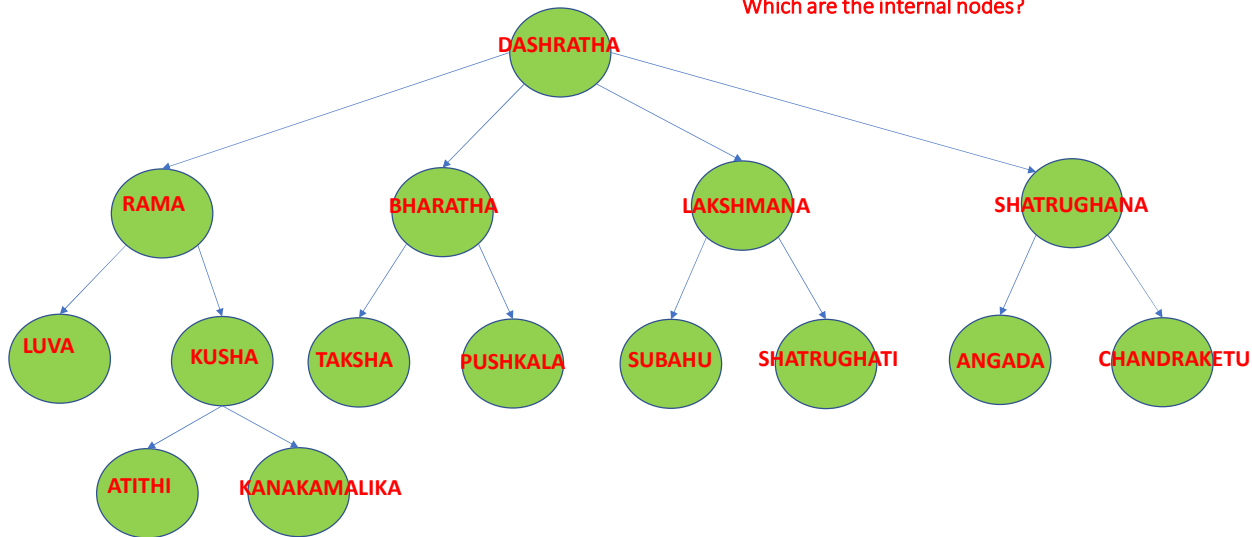 Which are the internal nodes?
DASHRATHA
RAMA
BHARATHA
LAKSHMANA
SHATRUGHANA
LUVA
KUSHA
TAKSHA
PUSHKALA
SUBAHU
SHATRUGHATI
ANGADA
CHANDRAKETU
ATITHI
KANAKAMALIKA